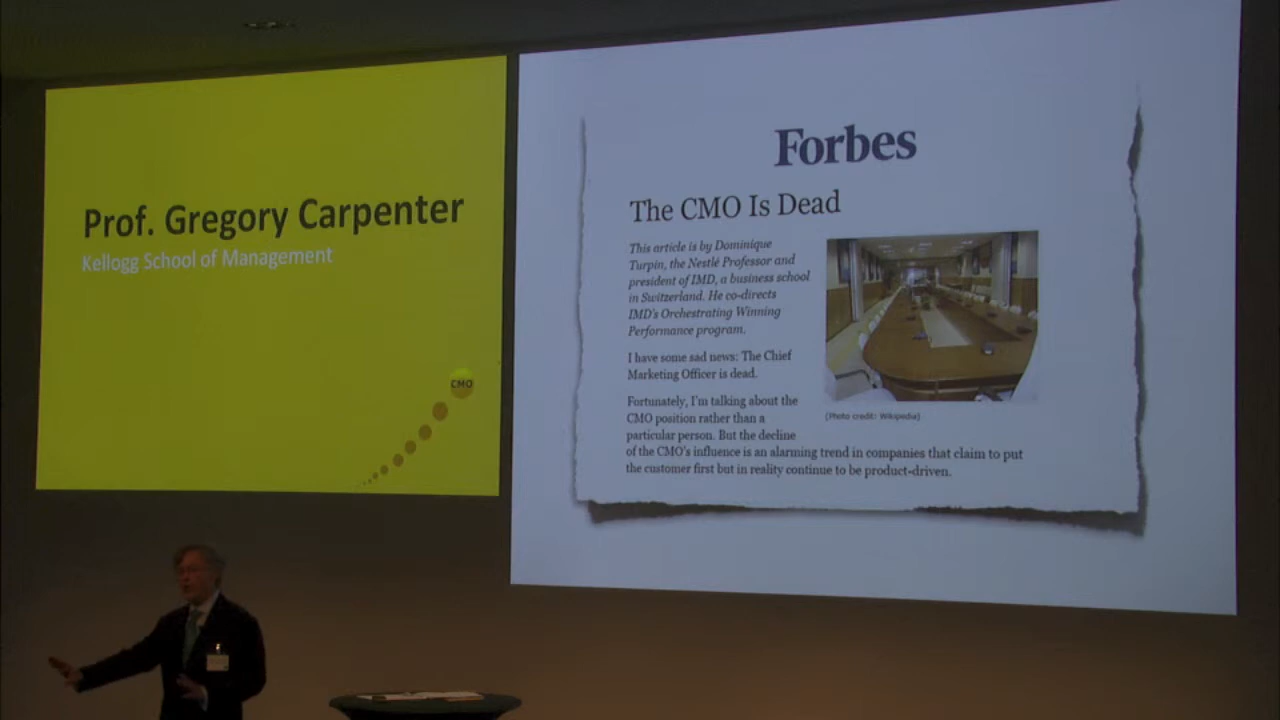 Prof. Gregory Carpenter
Kellogg School of Management
CMO
Forbes
The CMO Is Dead
This article is by Dominique
Turpin, the Nestlé Professor and
president of IMD, a business school
in Switzerland. He co-directs
IMD's Orchestrating Winning
Performance program.
I have some sad news: The Chief
Marketing Officer is dead.
Fortunately, I'm talking about the
CMO position rather than a
particular person. But the decline
of the CMO's influence is an alarming trend in companies that claim to put
the customer first but in reality continue to be product-driven.
(Photo credit: Wikipedia)